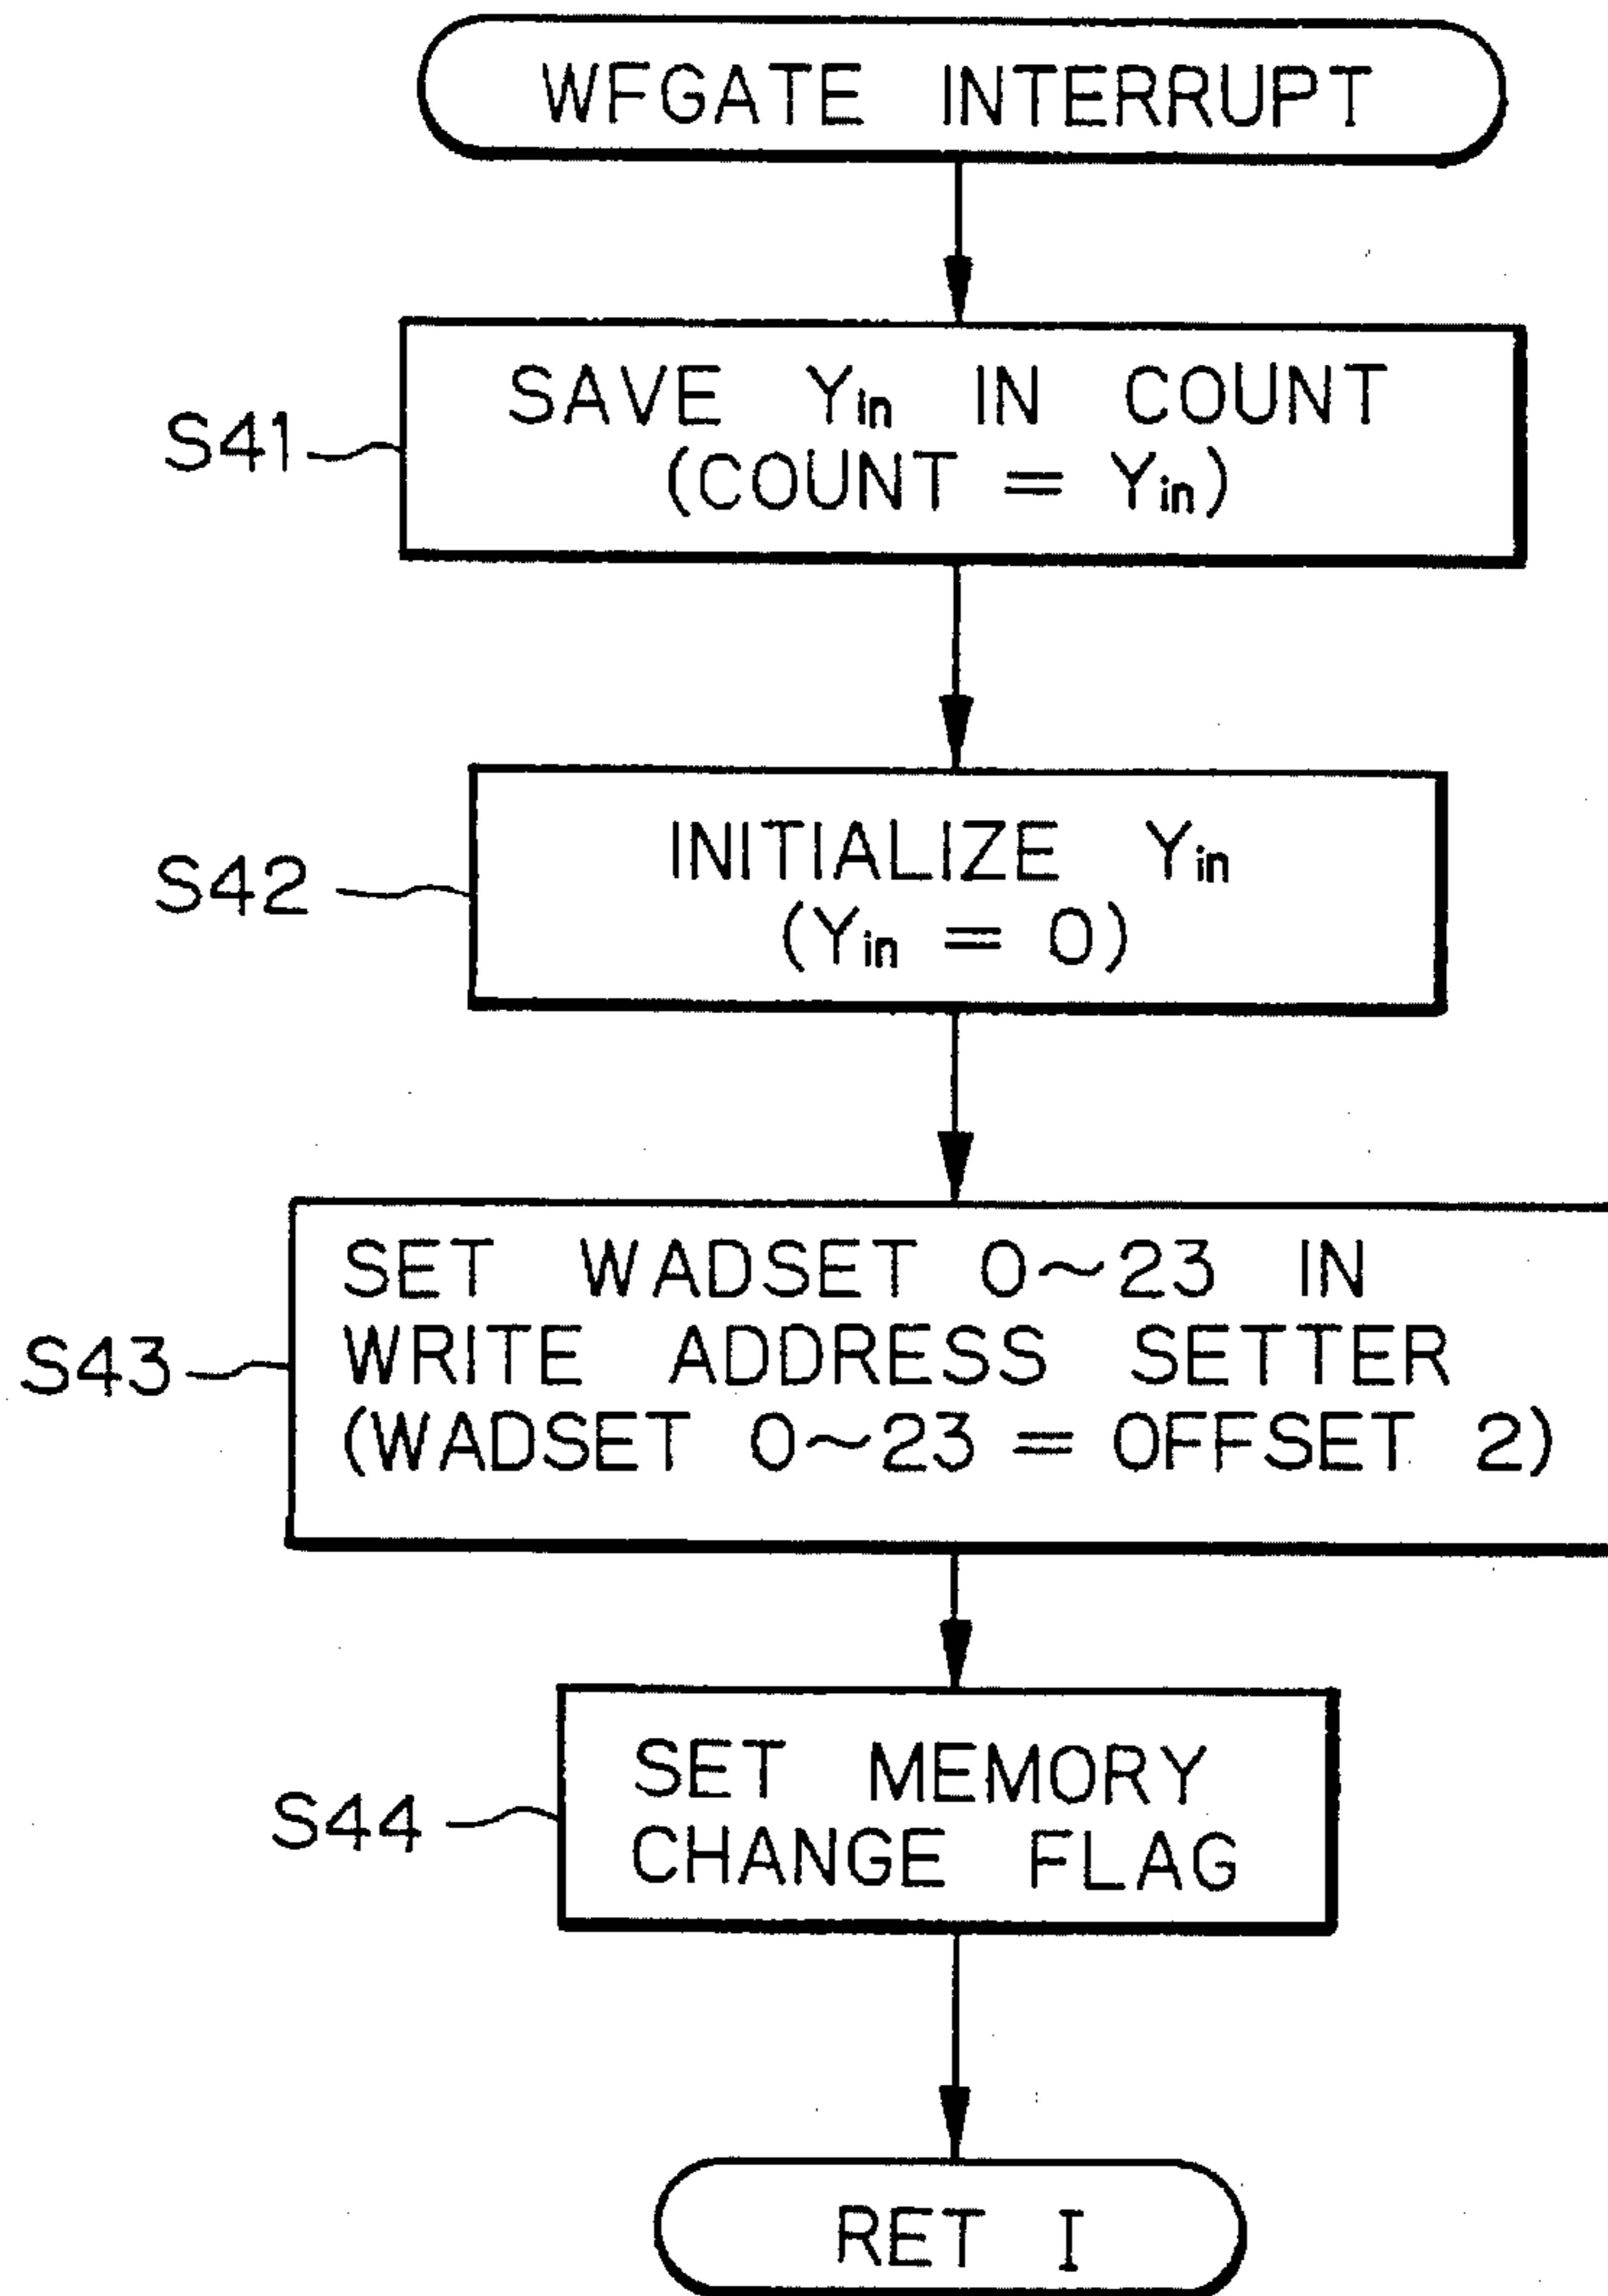 WFGATE INTERRUPT
S41
SAVE Yin IN COUNT
(COUNT = Yin)
S42
INITIALIZE Yin
(Yin = 0)
S43
SET WADSET 0~23 IN
WRITE ADDRESS SETTER
(WADSET 0~23 = OFFSET 2)
S44
SET MEMORY
CHANGE FLAG
RET I